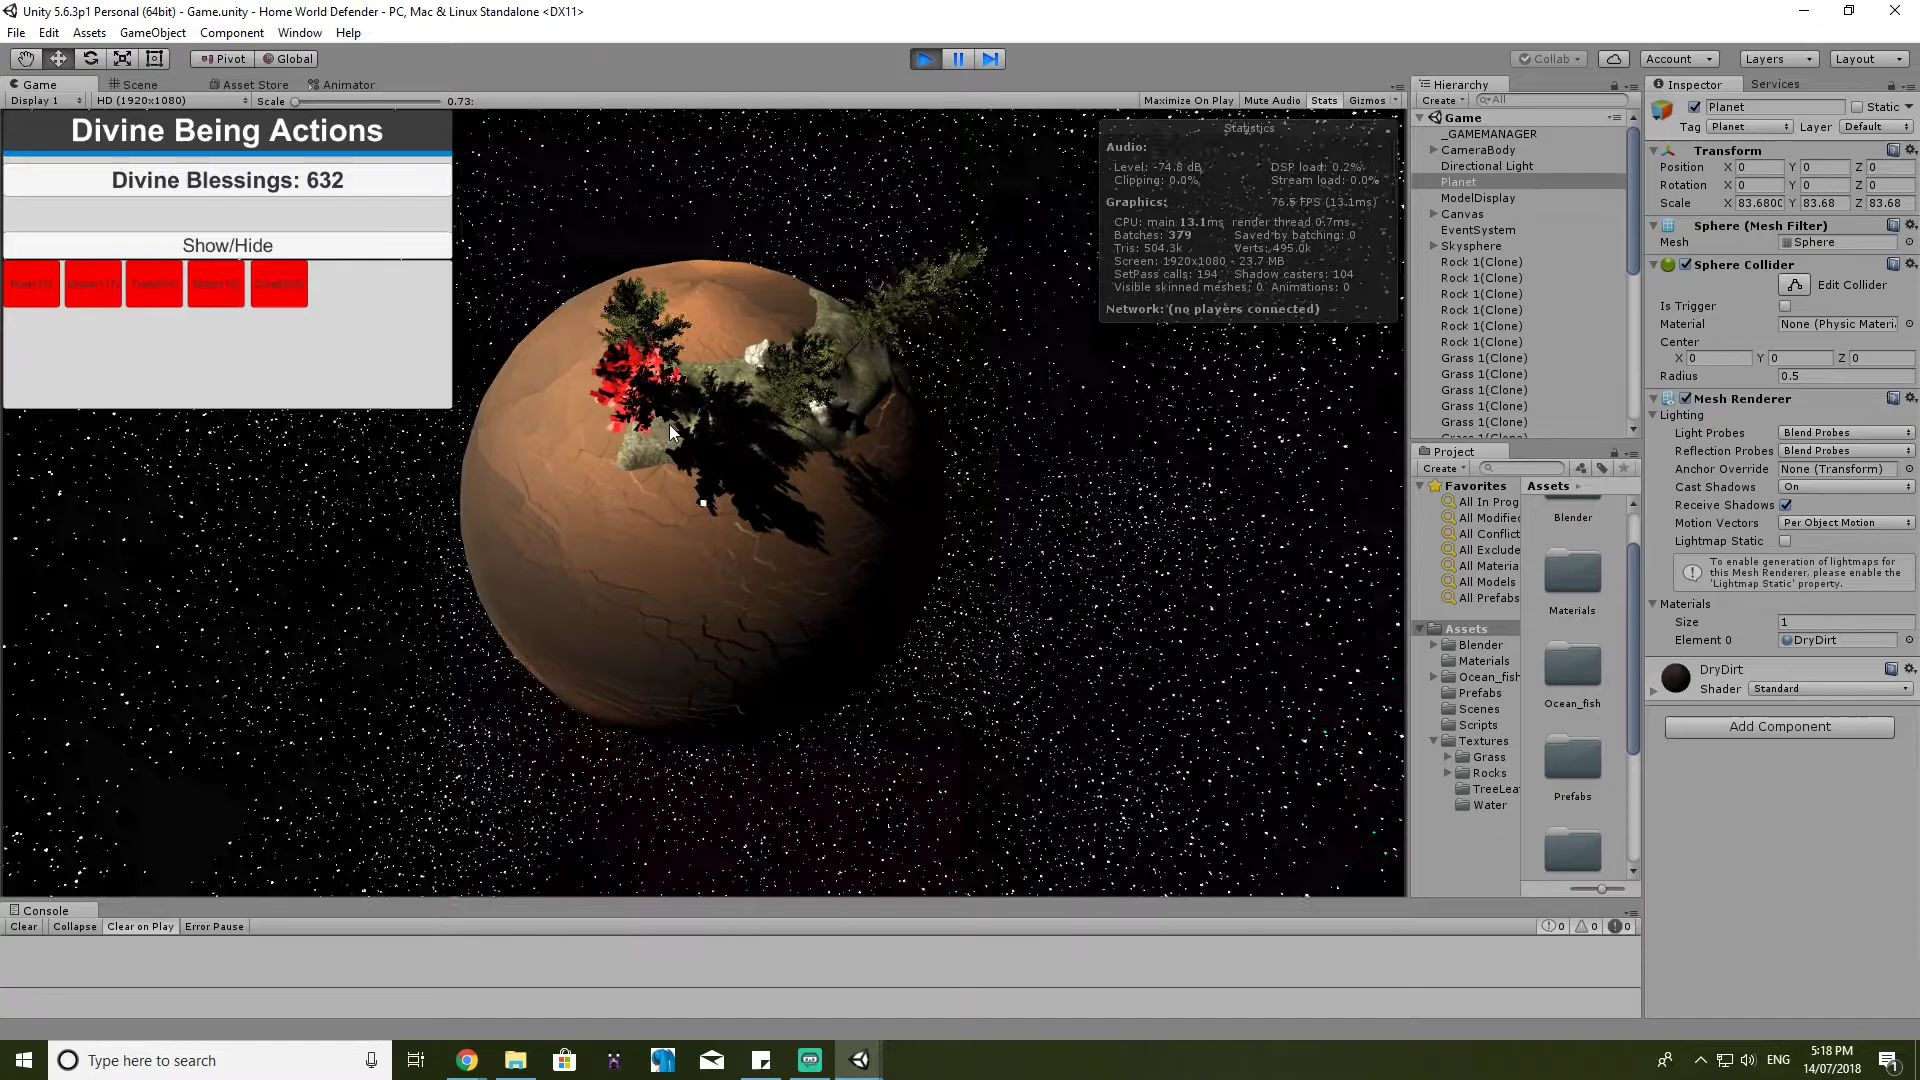 Unity 5.6.3p1 Personal (64bit) - Game.unity - Home World Defender - PC, Mac & Linux Standalone <DX11>
File Edit Assets GameObject Component Window Help
Pivot Global Collab Account Layers Layout
Game Scene Asset Store Animator
Display 1 HD (1920x1080) Scale 0.73: Maximize On Play Mute Audio Stats Gizmos
Divine Being Actions
Divine Blessings: 632
Show/Hide
Statistics
Audio:
Level: -74.8 dB DSP load: 0.2%
Clipping: 0.0% Stream load: 0.0%
Graphics: 76.5 FPS (13.1ms)
CPU: main 13.1ms render thread 0.7ms
Batches: 379 Saved by batching: 0
Tris: 504.3k Verts: 495.0k
Screen: 1920x1080 - 23.7 MB
SetPass calls: 194 Shadow casters: 104
Visible skinned meshes: 0 Animations: 0
Network: (no players connected)
Hierarchy
Create All
Game
_GAMEMANAGER
CameraBody
Directional Light
Planet
ModelDisplay
Canvas
EventSystem
Skysphere
Rock 1(Clone)
Rock 1(Clone)
Rock 1(Clone)
Rock 1(Clone)
Rock 1(Clone)
Rock 1(Clone)
Grass 1(Clone)
Grass 1(Clone)
Grass 1(Clone)
Grass 1(Clone)
Grass 1(Clone)
Project
Create
Favorites
All In Prog
All Modified
All Conflict
All Exclude
All Materia
All Models
All Prefabs
Assets
Blender
Materials
Ocean_fish
Prefabs
Scenes
Scripts
Textures
Grass
Rocks
TreeLea
Water
Assets
Blender
Materials
Ocean_fish
Prefabs
Inspector Services
Planet Static
Tag Planet Layer Default
Transform
Position X 0 Y 0 Z 0
Rotation X 0 Y 0 Z 0
Scale X 83.6800 Y 83.68 Z 83.68
Sphere (Mesh Filter)
Mesh Sphere
Sphere Collider
Edit Collider
Is Trigger
Material None (Physic Materi
Center
X 0 Y 0 Z 0
Radius 0.5
Mesh Renderer
Lighting
Light Probes Blend Probes
Reflection Probes Blend Probes
Anchor Override None (Transform)
Cast Shadows On
Receive Shadows
Motion Vectors Per Object Motion
Lightmap Static
To enable generation of lightmaps for
this Mesh Renderer, please enable the
'Lightmap Static' property.
Materials
Size 1
Element 0 DryDirt
DryDirt
Shader Standard
Add Component
Console
Clear Collapse Clear on Play Error Pause 0 0 0
Type here to search
ENG
5:18 PM
14/07/2018
1